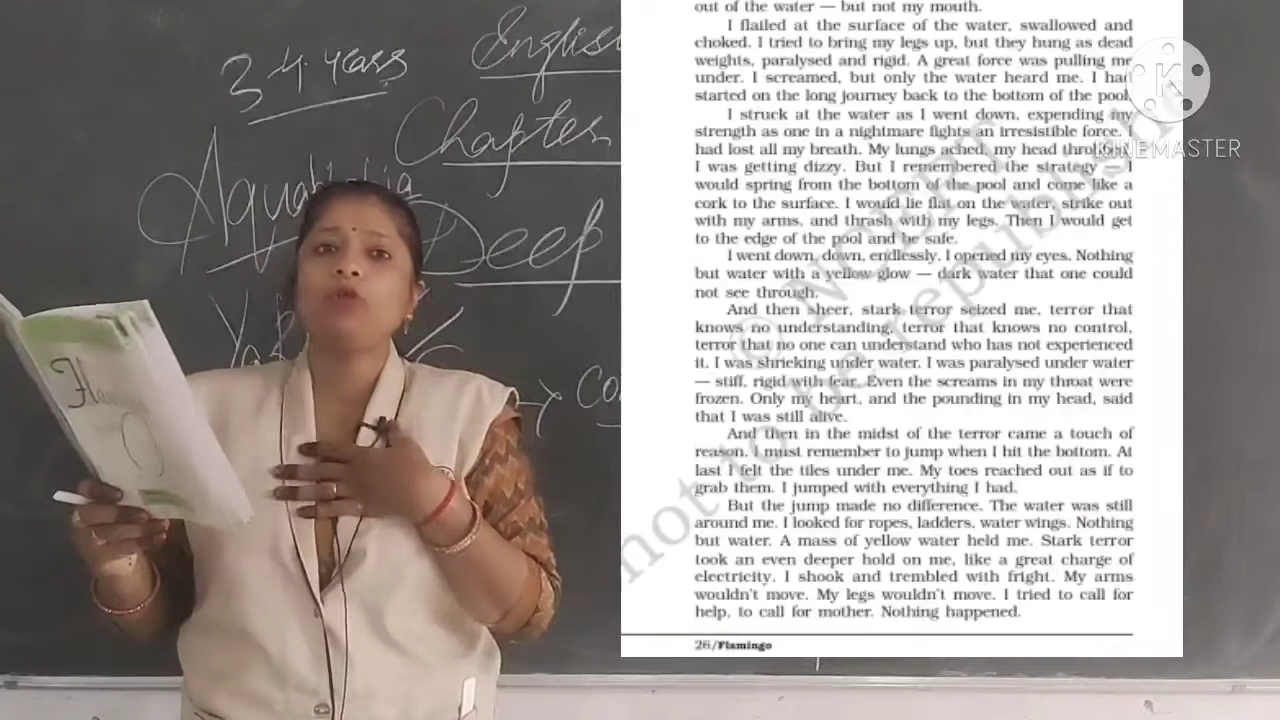 3 4 years
English
Chapter
Aquaphobia
Deep
out of the water — but not my mouth.
I flailed at the surface of the water, swallowed and
choked. I tried to bring my legs up, but they hung as dead
weights, paralysed and rigid. A great force was pulling me
under. I screamed, but only the water heard me. I had
started on the long journey back to the bottom of the pool.
I struck at the water as I went down, expending my
strength as one in a nightmare fights an irresistible force. I
had lost all my breath. My lungs ached, my head throbbed.
I was getting dizzy. But I remembered the strategy — I
would spring from the bottom of the pool and come like a
cork to the surface. I would lie flat on the water, strike out
with my arms, and thrash with my legs. Then I would get
to the edge of the pool and be safe.
I went down, down, endlessly. I opened my eyes. Nothing
but water with a yellow glow — dark water that one could
not see through.
And then sheer, stark terror seized me, terror that
knows no understanding, terror that knows no control,
terror that no one can understand who has not experienced
it. I was shrieking under water. I was paralysed under water
— stiff, rigid with fear. Even the screams in my throat were
frozen. Only my heart, and the pounding in my head, said
that I was still alive.
And then in the midst of the terror came a touch of
reason. I must remember to jump when I hit the bottom. At
last I felt the tiles under me. My toes reached out as if to
grab them. I jumped with everything I had.
But the jump made no difference. The water was still
around me. I looked for ropes, ladders, water wings. Nothing
but water. A mass of yellow water held me. Stark terror
took an even deeper hold on me, like a great charge of
electricity. I shook and trembled with fright. My arms
wouldn't move. My legs wouldn't move. I tried to call for
help, to call for mother. Nothing happened.
26/Flamingo
© NCERT
not to be republished
K
KINEMASTER